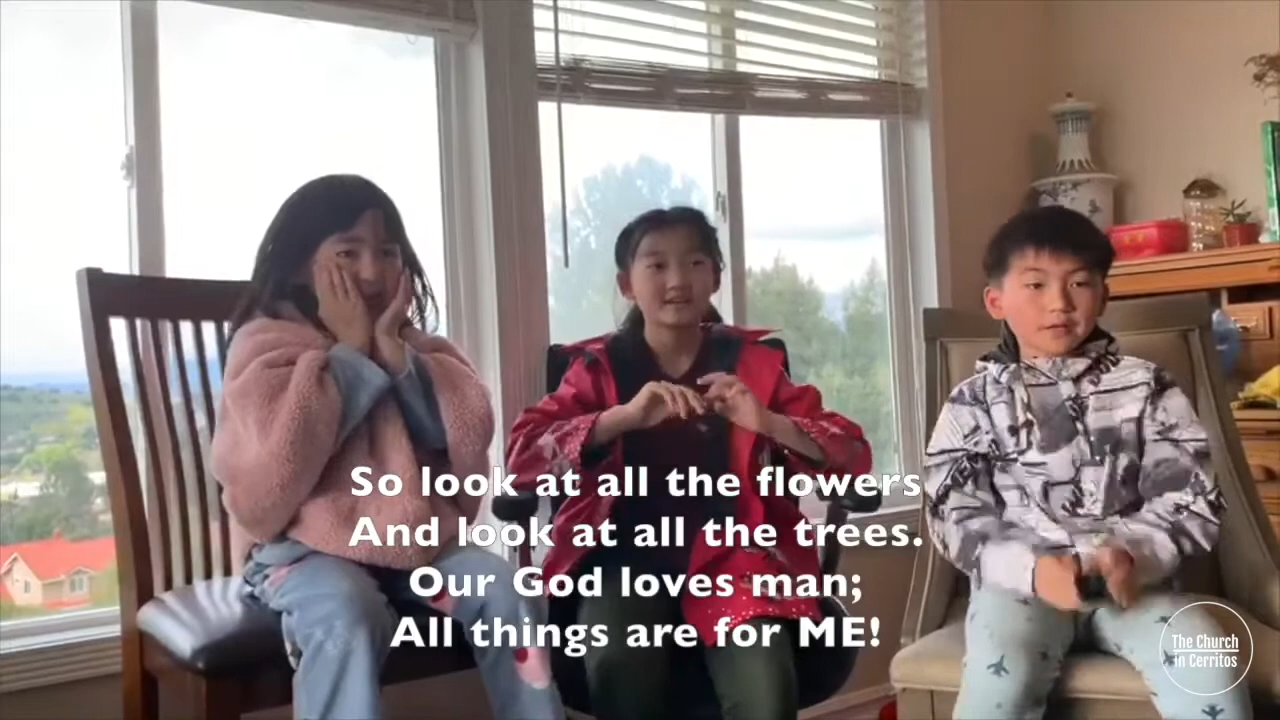 So look at all the flowers
And look at all the trees.
Our God loves man;
All things are for ME!
The Church
in Cerritos